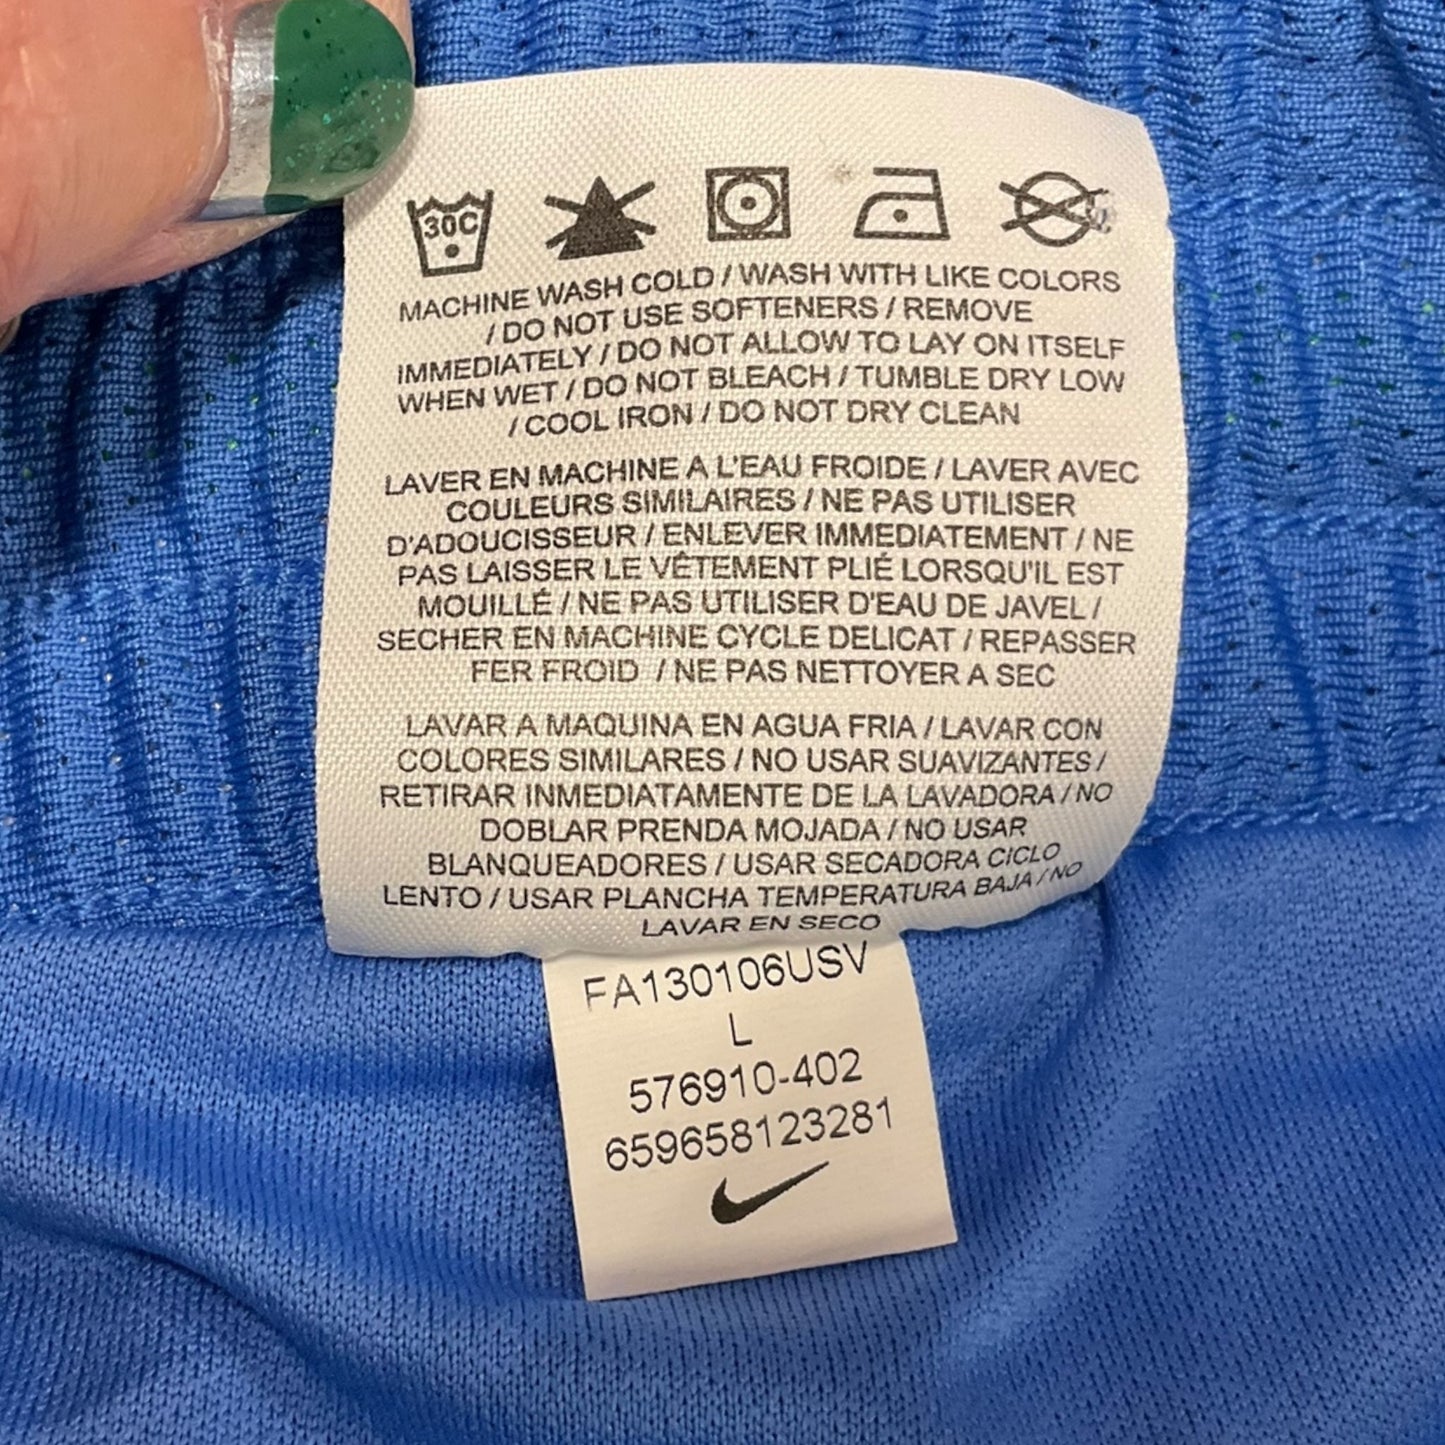 30C
MACHINE WASH COLD / WASH WITH LIKE COLORS
/ DO NOT USE SOFTENERS / REMOVE
IMMEDIATELY / DO NOT ALLOW TO LAY ON ITSELF
WHEN WET / DO NOT BLEACH / TUMBLE DRY LOW
/ COOL IRON / DO NOT DRY CLEAN
LAVER EN MACHINE A L'EAU FROIDE / LAVER AVEC
COULEURS SIMILAIRES / NE PAS UTILISER
D'ADOUCISSEUR / ENLEVER IMMEDIATEMENT / NE
PAS LAISSER LE VÊTEMENT PLIÉ LORSQU'IL EST
MOUILLÉ / NE PAS UTILISER D'EAU DE JAVEL /
SECHER EN MACHINE CYCLE DELICAT / REPASSER
FER FROID / NE PAS NETTOYER A SEC
LAVAR A MAQUINA EN AGUA FRIA / LAVAR CON
COLORES SIMILARES / NO USAR SUAVIZANTES /
RETIRAR INMEDIATAMENTE DE LA LAVADORA / NO
DOBLAR PRENDA MOJADA / NO USAR
BLANQUEADORES / USAR SECADORA CICLO
LENTO / USAR PLANCHA TEMPERATURA BAJA / NO
LAVAR EN SECO
FA130106USV
L
576910-402
659658123281